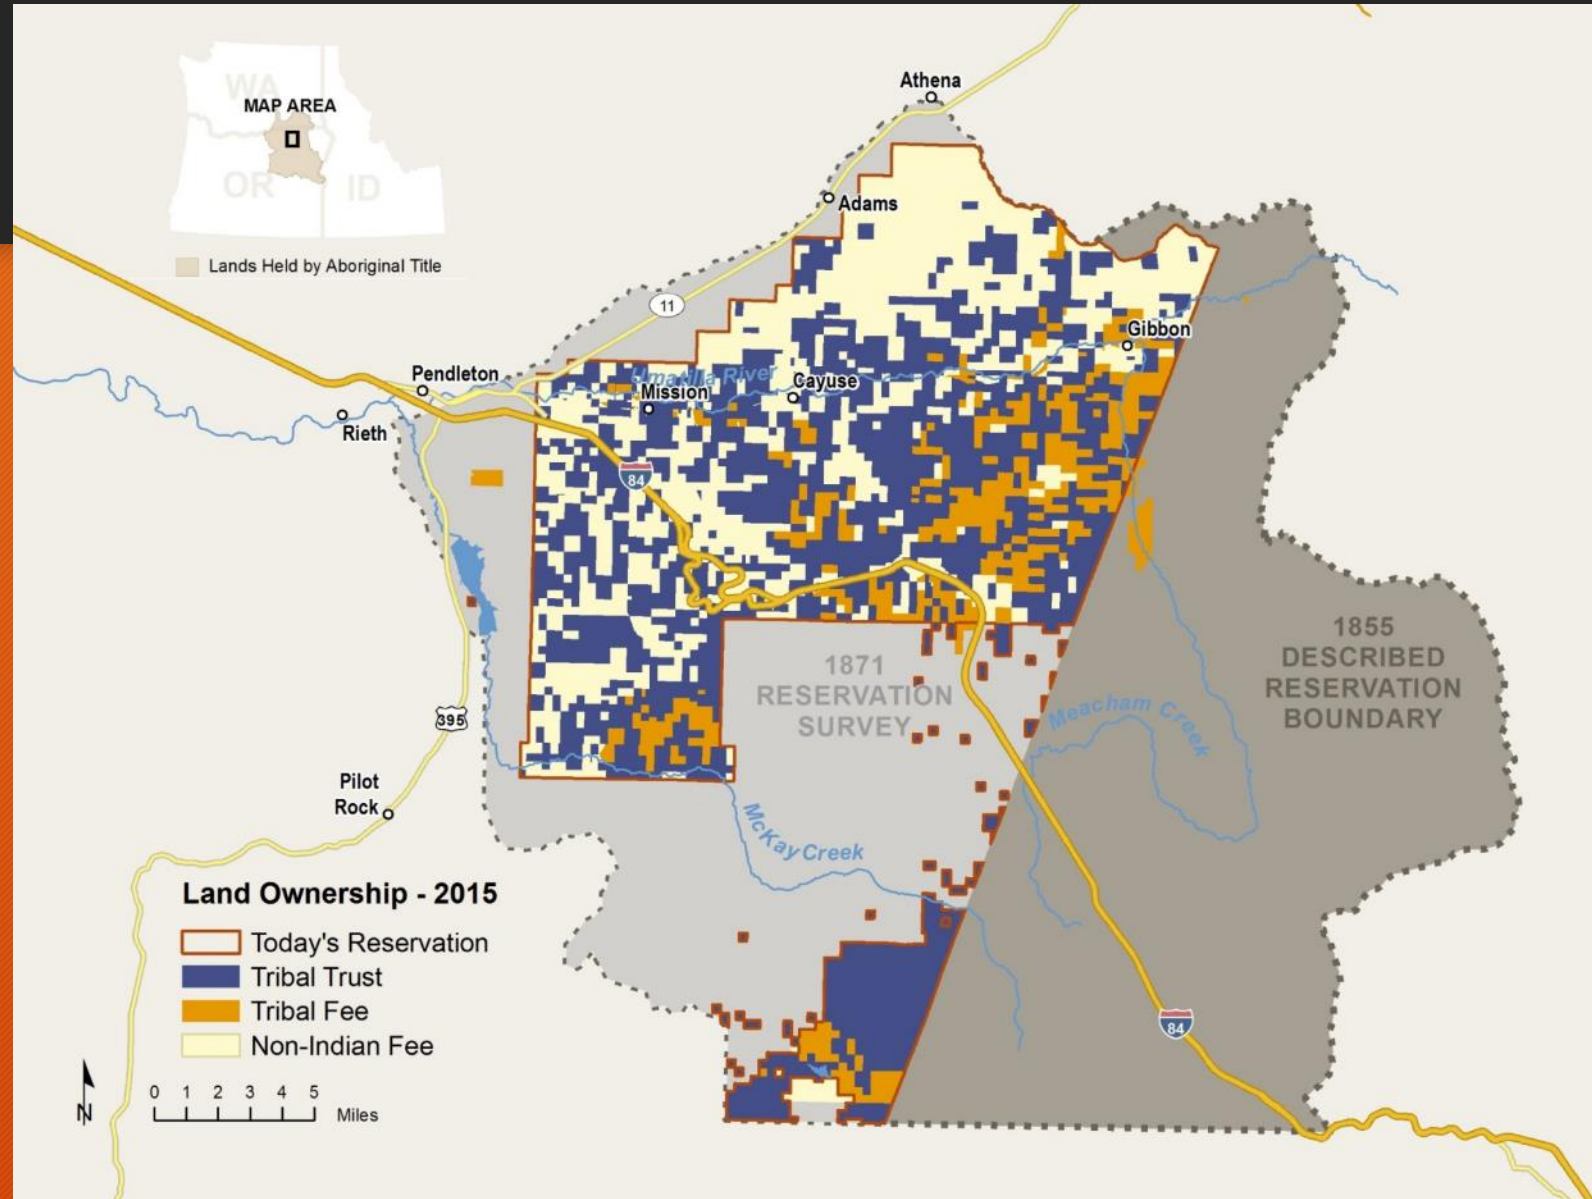 WA
MAP AREA
OR
ID
Lands Held by Aboriginal Title
Athena
Adams
11
Gibbon
Pendleton
Umatilla River
Cayuse
Mission
Rieth
84
1871
RESERVATION
SURVEY
1855
DESCRIBED
RESERVATION
BOUNDARY
Meacham Creek
395
Pilot
Rock
McKay Creek
84
Land Ownership - 2015
Today's Reservation
Tribal Trust
Tribal Fee
Non-Indian Fee
N
0 1 2 3 4 5
Miles